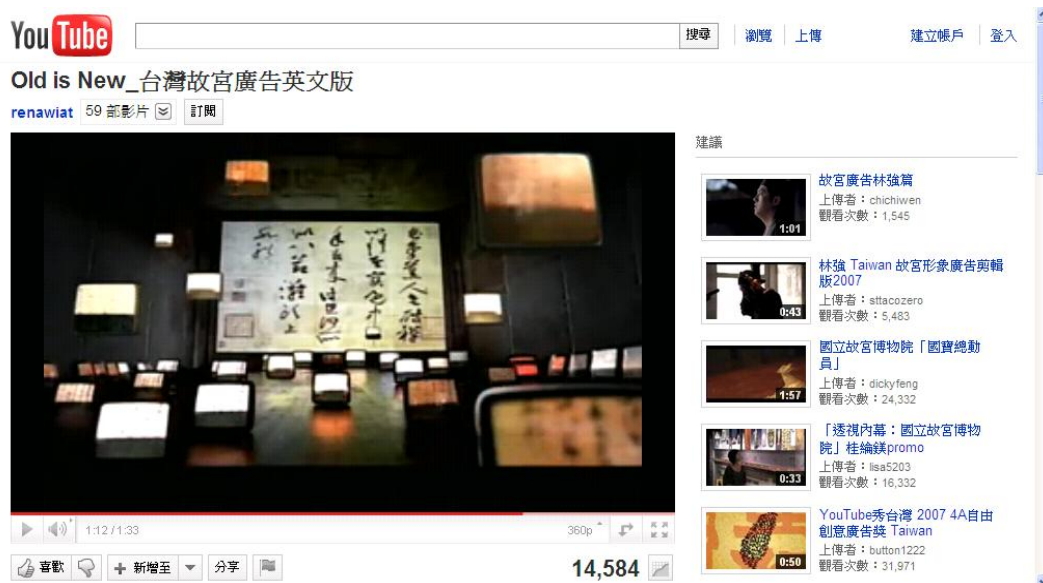 YouTube
搜尋
瀏覽
上傳
建立帳戶
登入
Old is New_台灣故宮廣告英文版
renawiat 59 部影片 訂閱
1:12 / 1:33
360p
喜歡
新增至
分享
14,584
建議
1:01
故宮廣告林強篇
上傳者：chichiwen
觀看次數：1,545
0:43
林強 Taiwan 故宮形象廣告剪輯
版2007
上傳者：sttacozero
觀看次數：5,483
1:57
國立故宮博物院「國寶總動
員」
上傳者：dickyfeng
觀看次數：24,332
0:33
「透視內幕：國立故宮博物
院」桂綸鎂promo
上傳者：lisa5203
觀看次數：16,332
0:50
YouTube秀台灣 2007 4A自由
創意廣告獎 Taiwan
上傳者：button1222
觀看次數：31,971